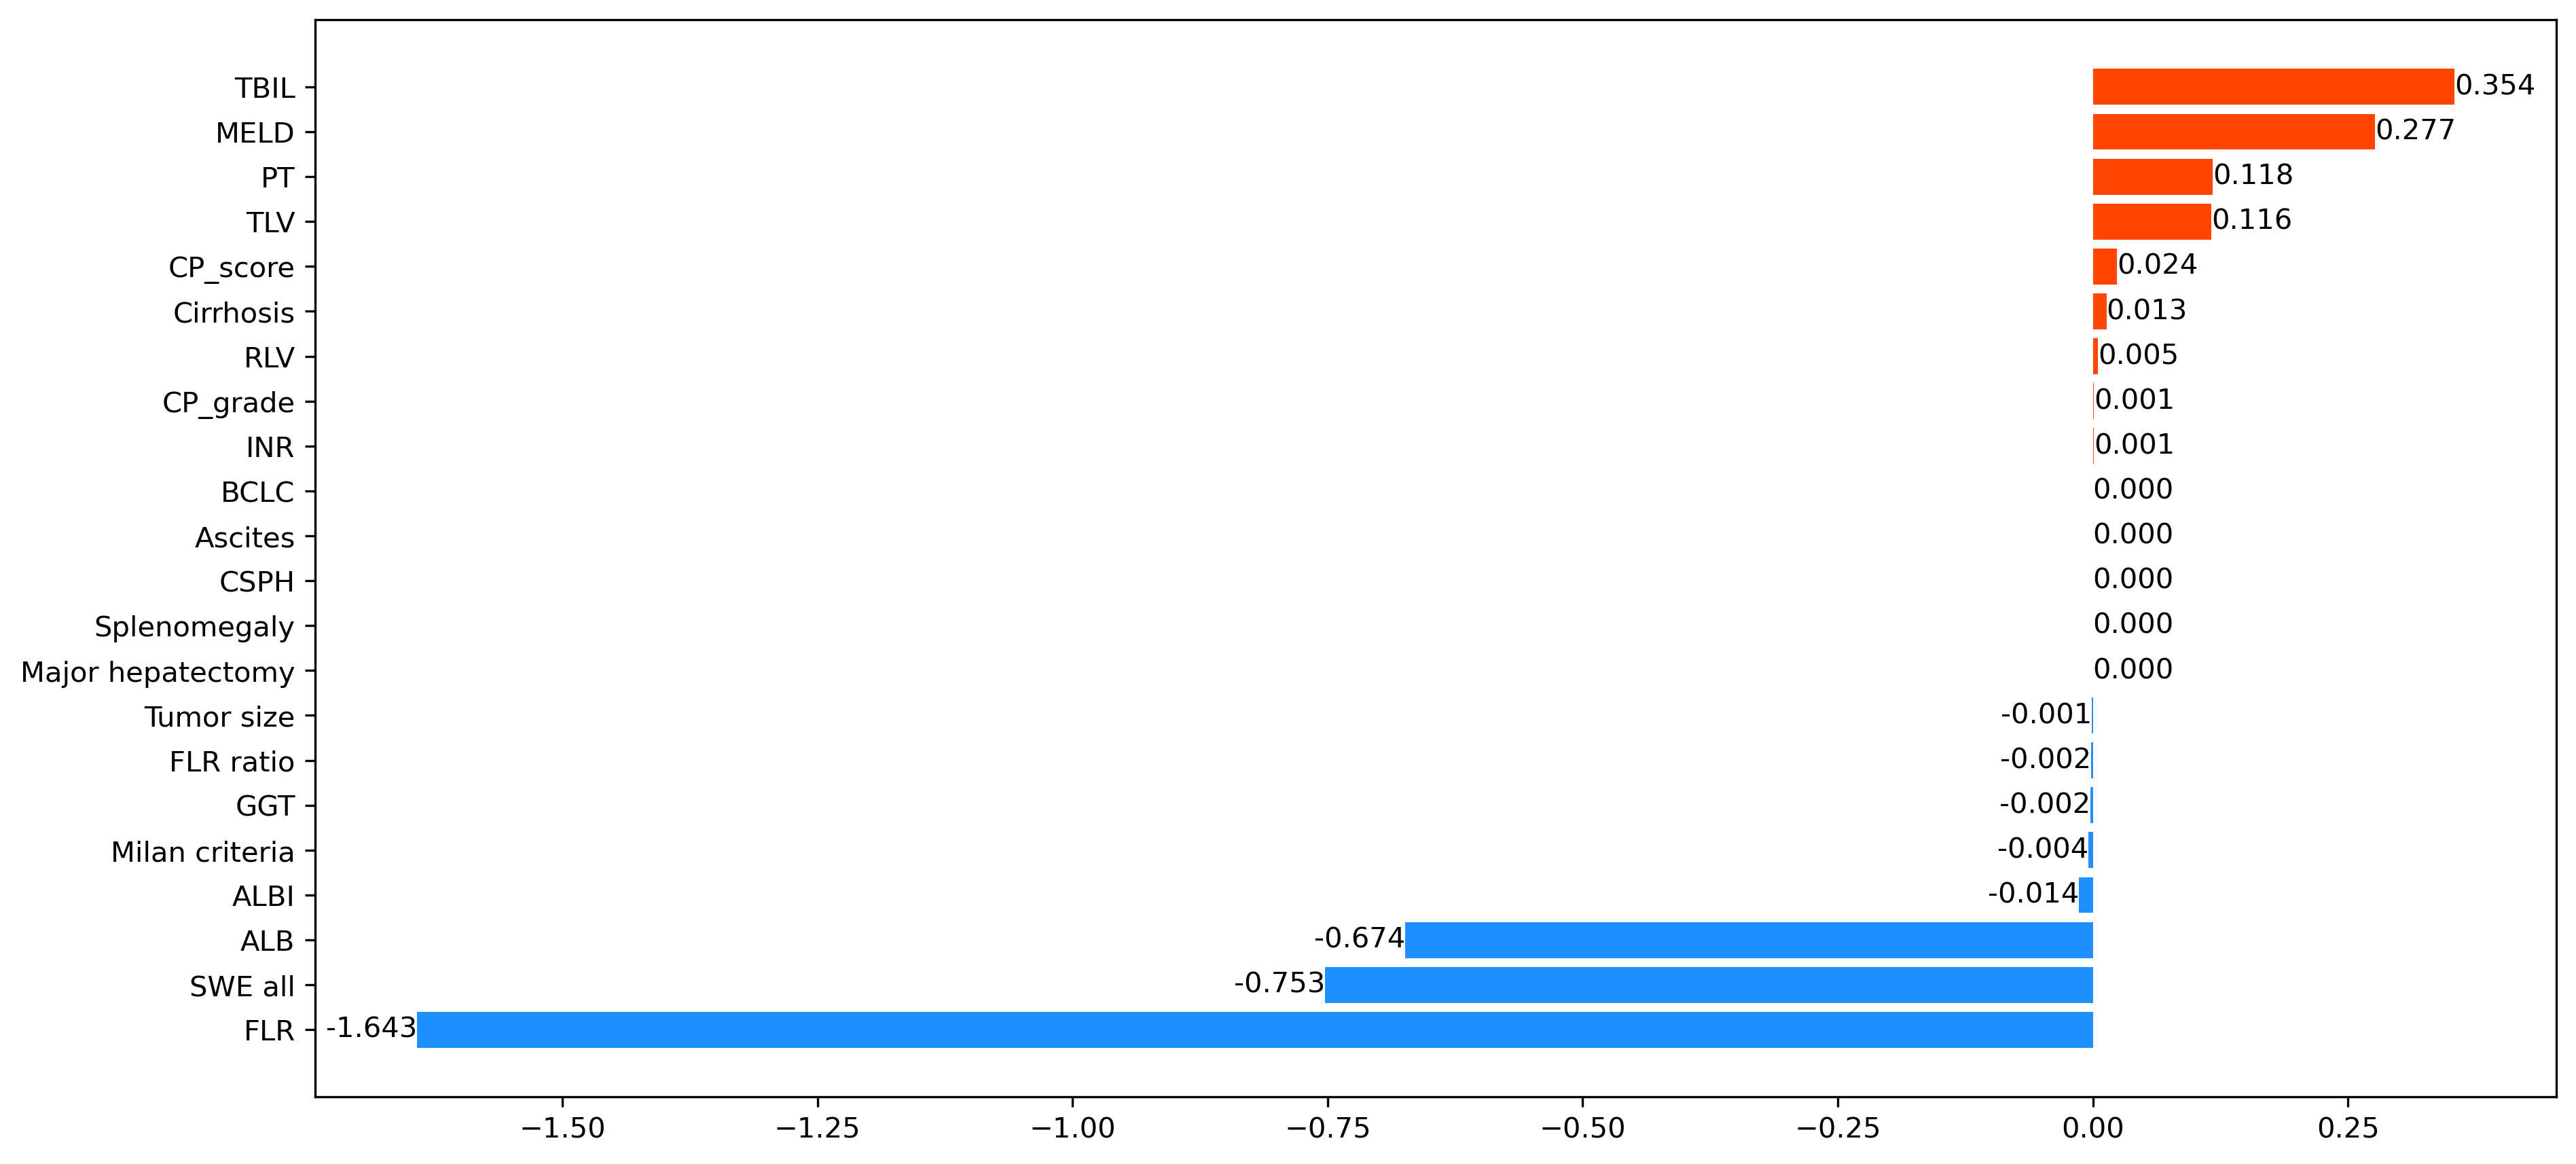 TBIL 0.354
MELD 0.277
PT 0.118
TLV 0.116
CP_score 0.024
Cirrhosis 0.013
RLV 0.005
CP_grade 0.001
INR 0.001
BCLC 0.000
Ascites 0.000
CSPH 0.000
Splenomegaly 0.000
Major hepatectomy 0.000
Tumor size -0.001
FLR ratio -0.002
GGT -0.002
Milan criteria -0.004
ALBI -0.014
ALB -0.674
SWE all -0.753
FLR -1.643
−1.50 −1.25 −1.00 −0.75 −0.50 −0.25 0.00 0.25